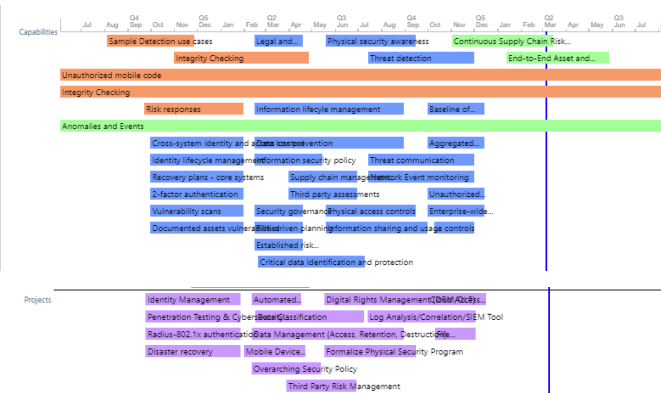 Q4 Q5 Q2 Q3 Q4 Q5 Q2 Q3
Jul Aug Sep Oct Nov Dec Jan Feb Mar Apr May Jun Jul Aug Sep Oct Nov Dec Jan Feb Mar Apr May Jun Jul
Capabilities
Sample Detection use cases Legal and... Physical security awareness Continuous Supply Chain Risk...
Integrity Checking Threat detection End-to-End Asset and...
Unauthorized mobile code
Integrity Checking
Risk responses Information lifecyle management Baseline of...
Anomalies and Events
Cross-system identity and Data loss prevention Aggregated...
Identity lifecycle management Information security policy Threat communication
Recovery plans - core systems Supply chain management Network Event monitoring
2-factor authentication Third party assessments Unauthorized...
Vulnerability scans Security governance Physical access controls Enterprise-wide...
Documented assets driven planning Information sharing and usage controls
Established risk...
Critical data identification and protection
Projects
Identity Management Automated... Digital Rights Management
Penetration Testing & Cybersecurity Data Classification Log Analysis/Correlation/SIEM Tool
Radius-802.1x authentication Data Management (Access, Retention, Destruction)
Disaster recovery Mobile Device... Formalize Physical Security Program
Overarching Security Policy
Third Party Risk Management